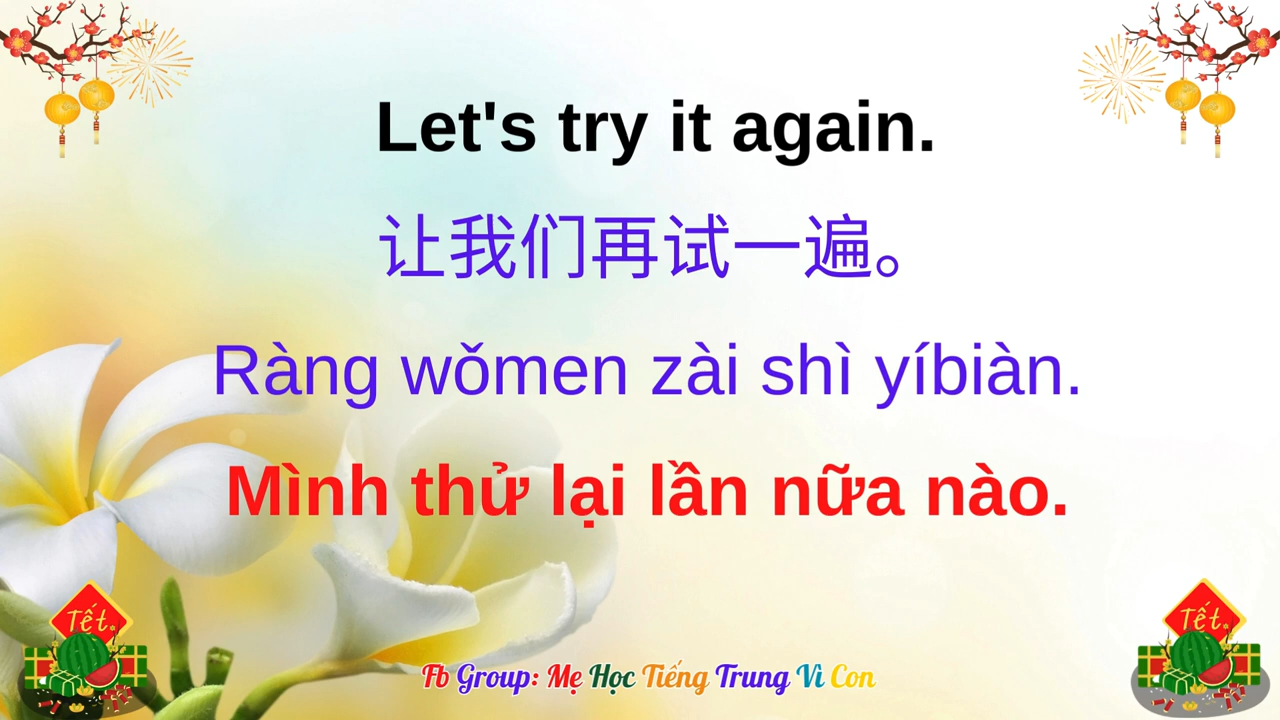 Let's try it again.
让我们再试一遍。
Ràng wǒmen zài shì yíbiàn.
Mình thử lại lần nữa nào.
Tết
Tết
Fb Group: Mẹ Học Tiếng Trung Vì Con